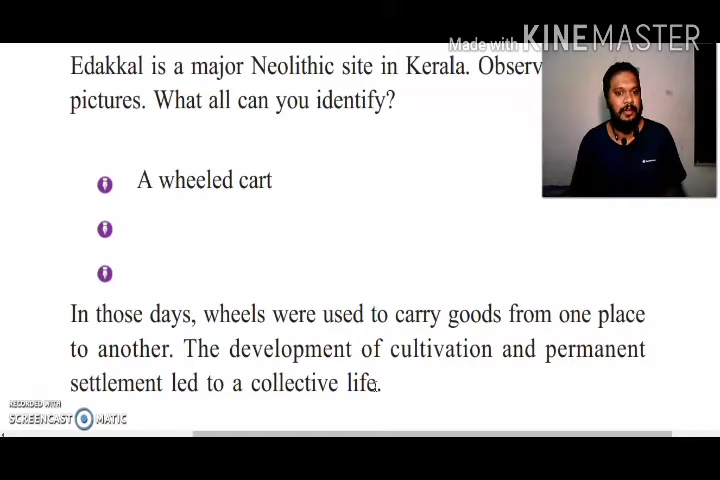 Made with KINEMASTER
Edakkal is a major Neolithic site in Kerala. Observ
pictures. What all can you identify?
A wheeled cart
In those days, wheels were used to carry goods from one place
to another. The development of cultivation and permanent
settlement led to a collective life.
RECORDED WITH
SCREENCAST MATIC